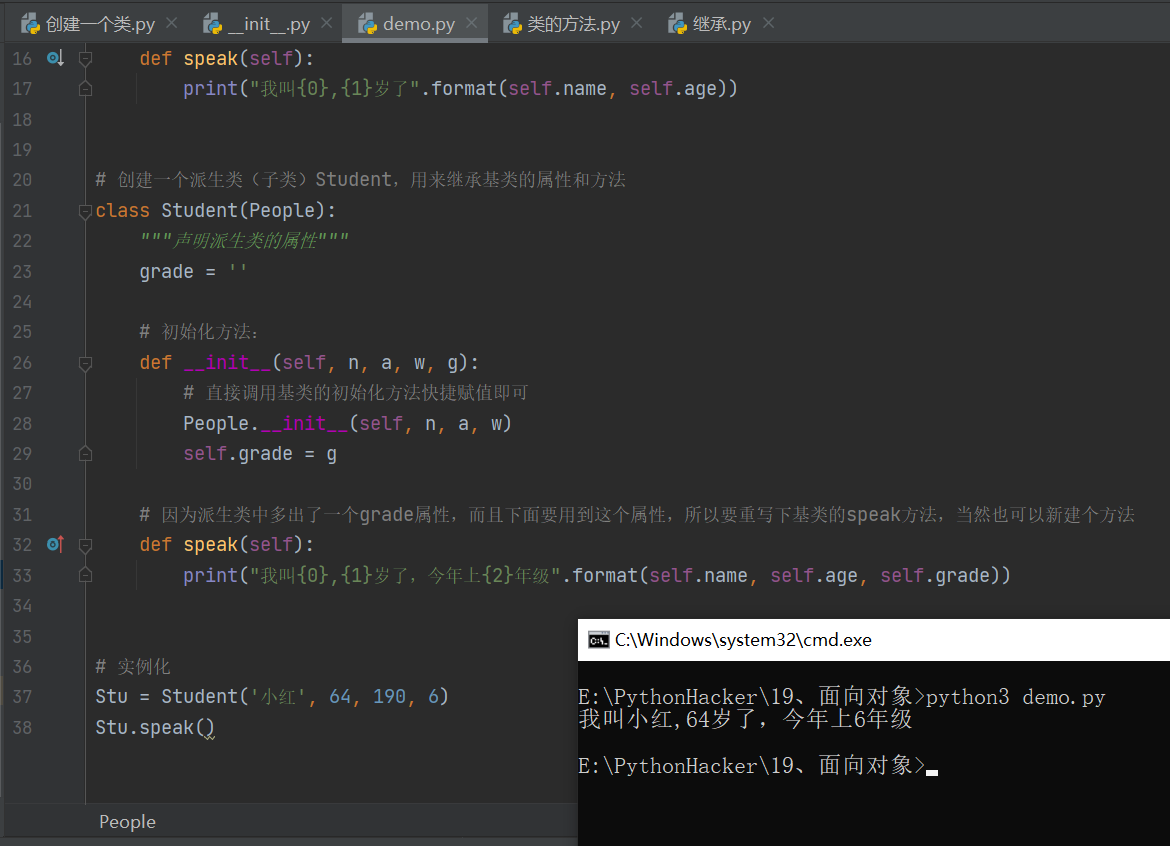 创建一个类.py __init__.py demo.py 类的方法.py 继承.py
16 def speak(self):
17 print("我叫{0},{1}岁了".format(self.name, self.age))
18
19
20 # 创建一个派生类（子类）Student，用来继承基类的属性和方法
21 class Student(People):
22 """声明派生类的属性"""
23 grade = ''
24
25 # 初始化方法：
26 def __init__(self, n, a, w, g):
27 # 直接调用基类的初始化方法快捷赋值即可
28 People.__init__(self, n, a, w)
29 self.grade = g
30
31 # 因为派生类中多出了一个grade属性，而且下面要用到这个属性，所以要重写下基类的speak方法，当然也可以新建个方法
32 def speak(self):
33 print("我叫{0},{1}岁了，今年上{2}年级".format(self.name, self.age, self.grade))
34
35
36 # 实例化
37 Stu = Student('小红', 64, 190, 6)
38 Stu.speak()
People
C:\Windows\system32\cmd.exe
E:\PythonHacker\19、面向对象>python3 demo.py
我叫小红,64岁了，今年上6年级
E:\PythonHacker\19、面向对象>